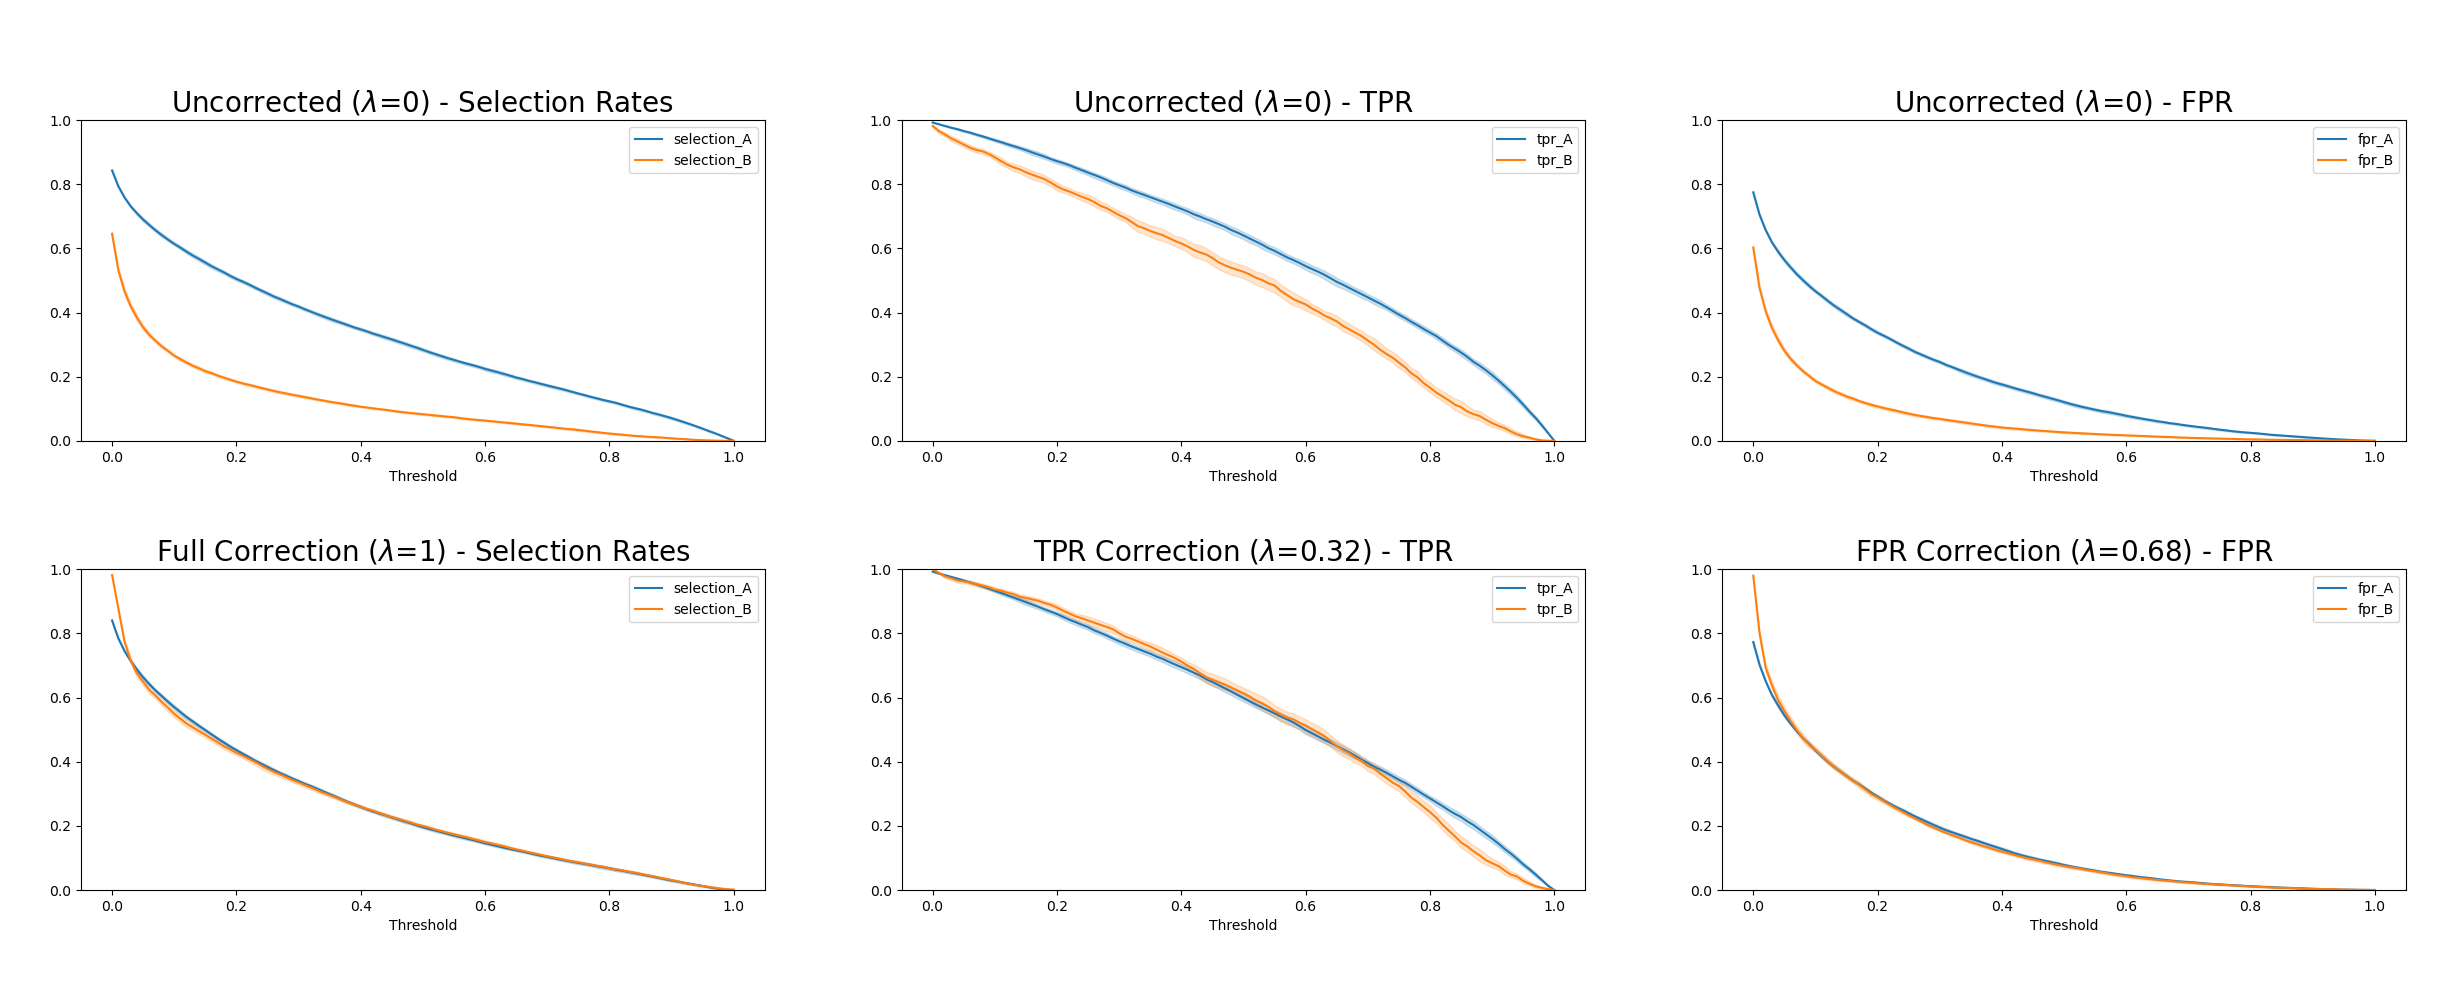 Uncorrected (λ=0) - Selection Rates
1.0
0.8
0.6
0.4
0.2
0.0
0.0 0.2 0.4 0.6 0.8 1.0
Threshold
selection_A
selection_B
Uncorrected (λ=0) - TPR
1.0
0.8
0.6
0.4
0.2
0.0
0.0 0.2 0.4 0.6 0.8 1.0
Threshold
tpr_A
tpr_B
Uncorrected (λ=0) - FPR
1.0
0.8
0.6
0.4
0.2
0.0
0.0 0.2 0.4 0.6 0.8 1.0
Threshold
fpr_A
fpr_B
Full Correction (λ=1) - Selection Rates
1.0
0.8
0.6
0.4
0.2
0.0
0.0 0.2 0.4 0.6 0.8 1.0
Threshold
selection_A
selection_B
TPR Correction (λ=0.32) - TPR
1.0
0.8
0.6
0.4
0.2
0.0
0.0 0.2 0.4 0.6 0.8 1.0
Threshold
tpr_A
tpr_B
FPR Correction (λ=0.68) - FPR
1.0
0.8
0.6
0.4
0.2
0.0
0.0 0.2 0.4 0.6 0.8 1.0
Threshold
fpr_A
fpr_B